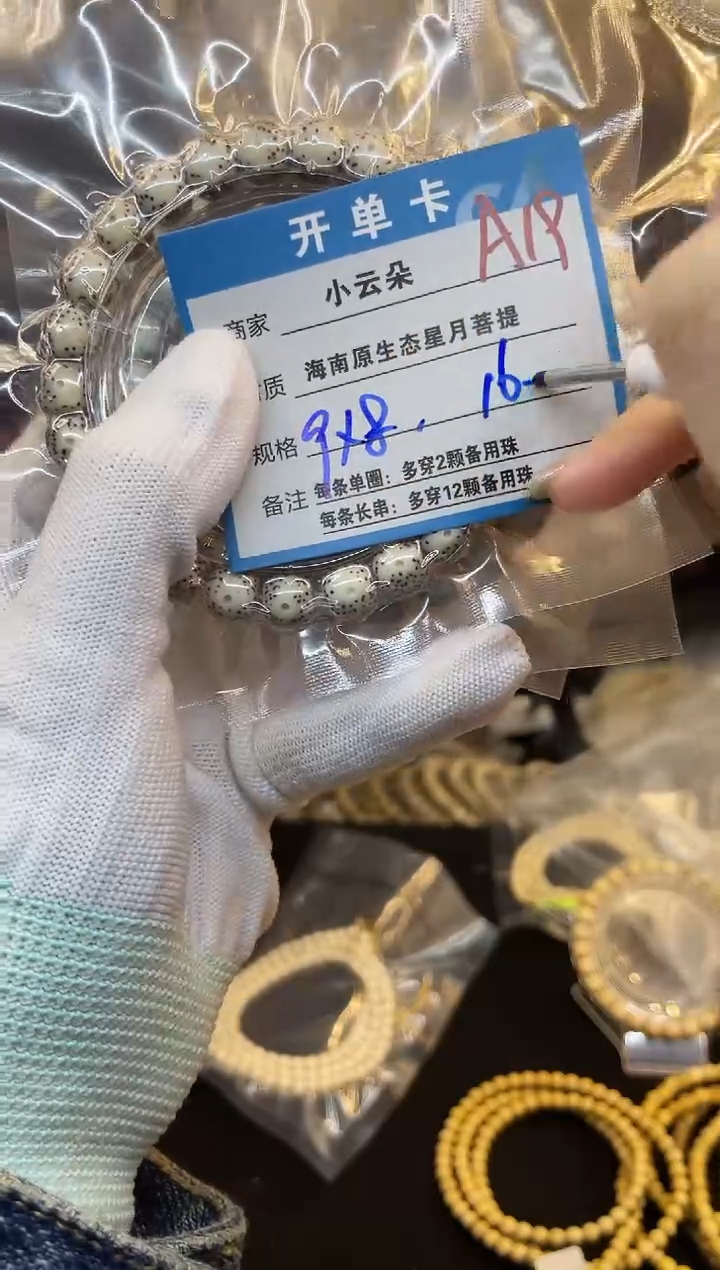 开单卡
A19
商家 小云朵
质 海南原生态星月菩提
规格 9x8. 16
备注 每条单圈：多穿2颗备用珠
每条长串：多穿12颗备用珠